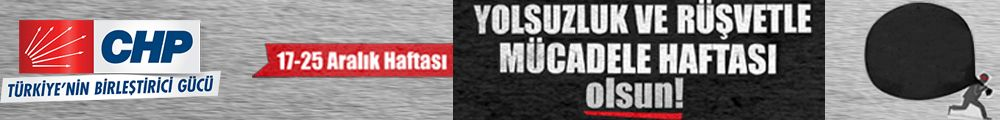 CHP
TÜRKİYE'NİN BİRLEŞTİRİCİ GÜCÜ
17-25 Aralık Haftası
YOLSUZLUK VE RÜŞVETLE
MÜCADELE HAFTASI
olsun!